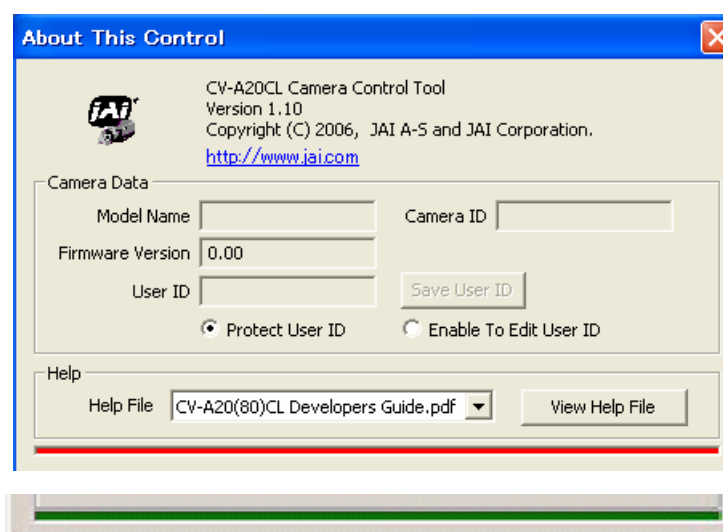 About This Control
JAI
CV-A20CL Camera Control Tool
Version 1.10
Copyright (C) 2006, JAI A-S and JAI Corporation.
http://www.jai.com
Camera Data
Model Name
Camera ID
Firmware Version 0.00
User ID
Save User ID
Protect User ID
Enable To Edit User ID
Help
Help File CV-A20(80)CL Developers Guide.pdf
View Help File